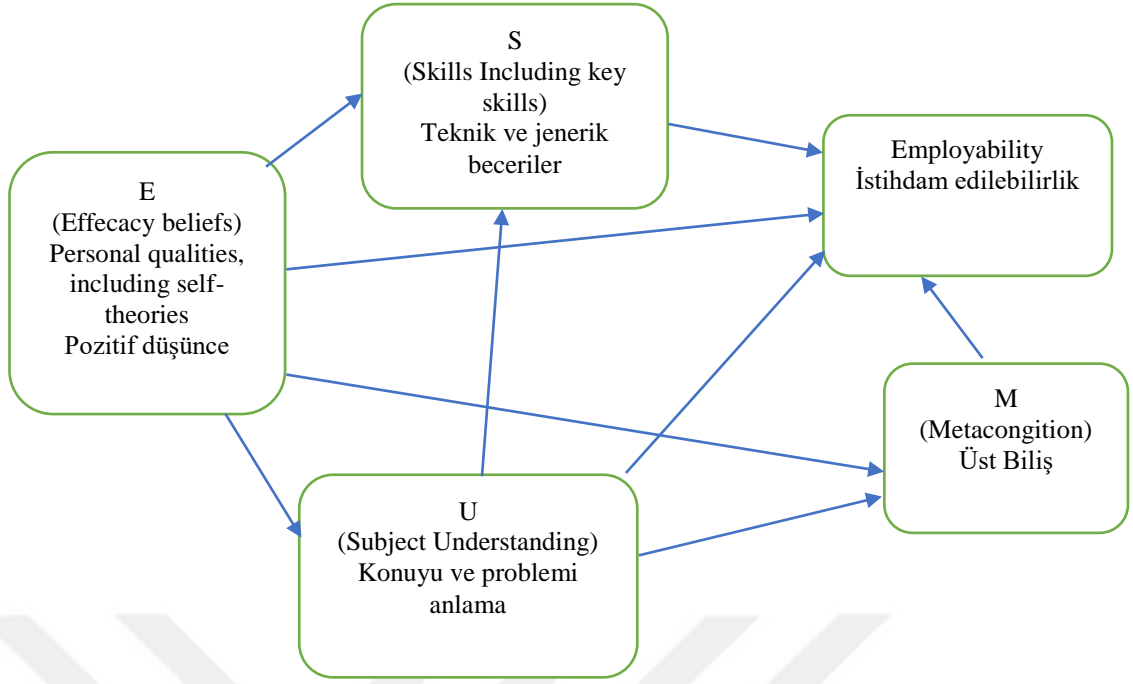 S
(Skills Including key
skills)
Teknik ve jenerik
beceriler
Employability
İstihdam edilebilirlik
E
(Effecacy beliefs)
Personal qualities,
including self-
theories
Pozitif düşünce
M
(Metacongition)
Üst Biliş
U
(Subject Understanding)
Konuyu ve problemi
anlama